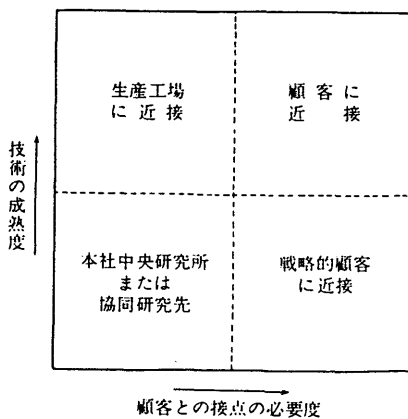 生産工場
に近接
顧客に
近接
技術の成熟度
本社中央研究所
または
協同研究先
戦略的顧客
に近接
顧客との接点の必要度